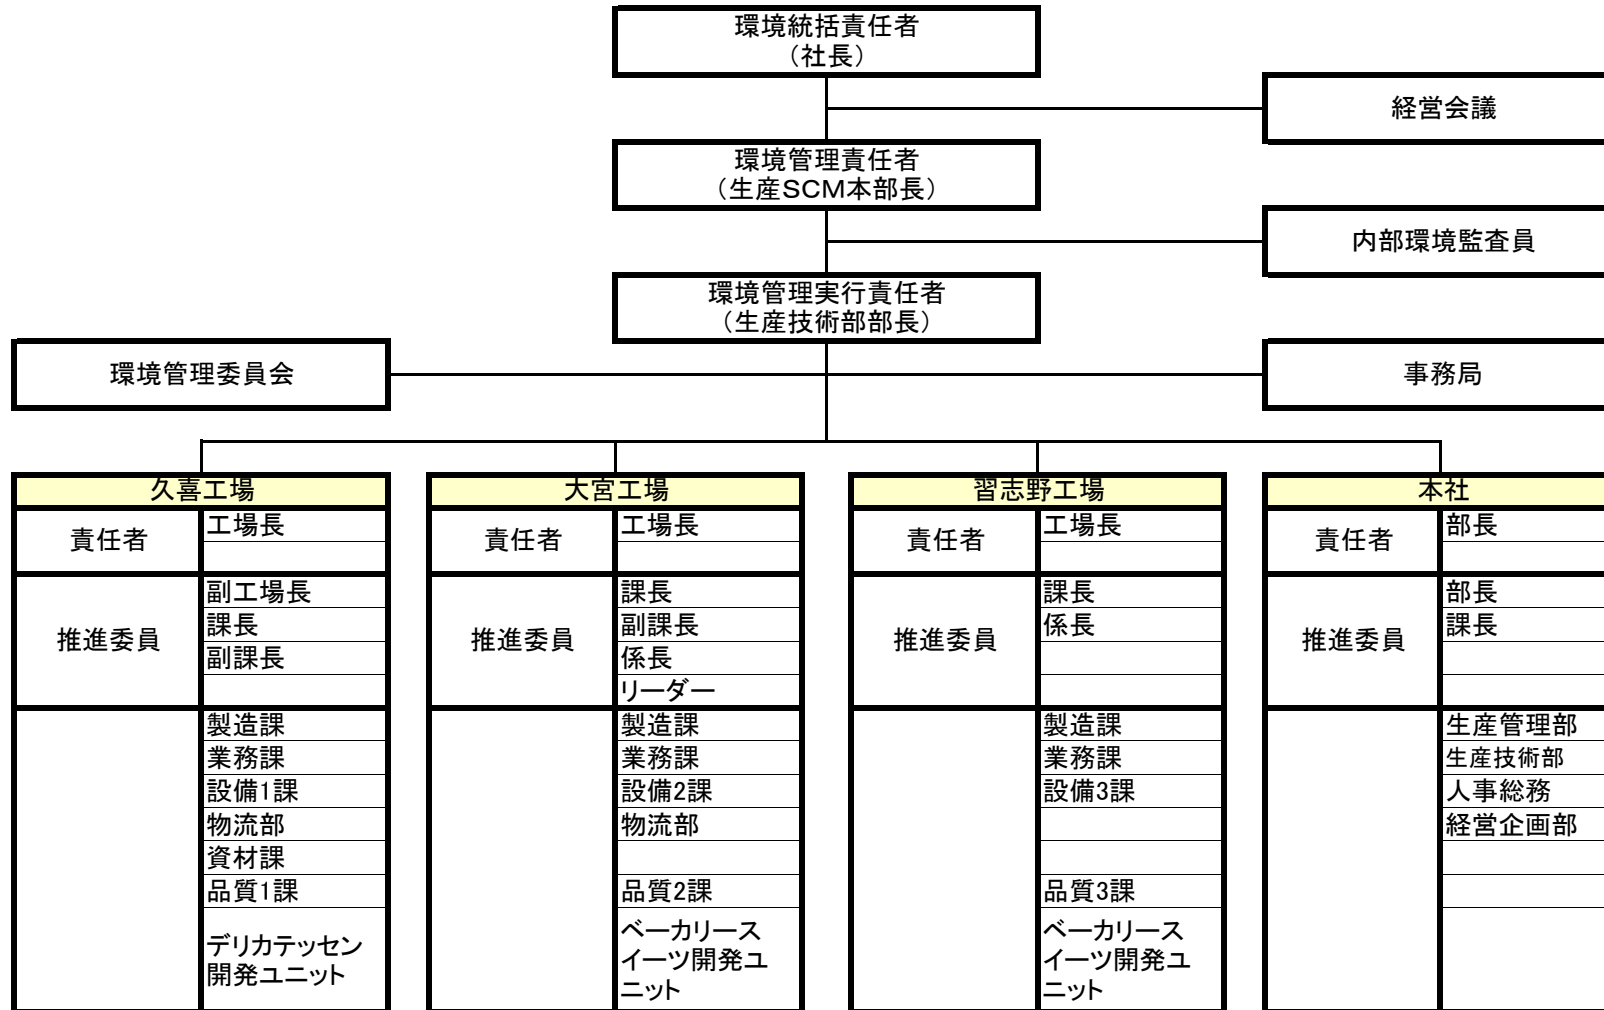 環境統括責任者
（社長）
経営会議
環境管理責任者
（生産SCM本部長）
内部環境監査員
環境管理実行責任者
（生産技術部部長）
環境管理委員会
事務局
久喜工場
責任者
工場長
推進委員
副工場長
課長
副課長
製造課
業務課
設備1課
物流部
資材課
品質1課
デリカテッセン
開発ユニット
大宮工場
責任者
工場長
推進委員
課長
副課長
係長
リーダー
製造課
業務課
設備2課
物流部
品質2課
ベーカリース
イーツ開発ユ
ニット
習志野工場
責任者
工場長
推進委員
課長
係長
製造課
業務課
設備3課
品質3課
ベーカリース
イーツ開発ユ
ニット
本社
責任者
部長
推進委員
部長
課長
生産管理部
生産技術部
人事総務
経営企画部